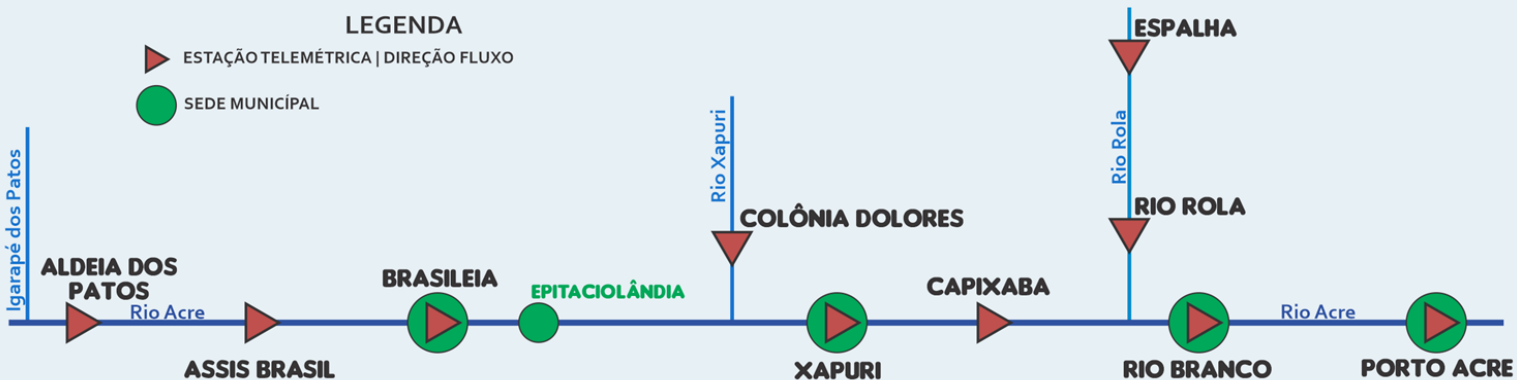 LEGENDA
ESTAÇÃO TELEMÉTRICA | DIREÇÃO FLUXO
SEDE MUNICÍPAL
Igarapé dos Patos
ALDEIA DOS
PATOS
Rio Acre
ASSIS BRASIL
BRASILEIA
EPITACIOLÂNDIA
Rio Xapuri
COLÔNIA DOLORES
XAPURI
CAPIXABA
ESPALHA
Rio Rola
RIO ROLA
RIO BRANCO
Rio Acre
PORTO ACRE